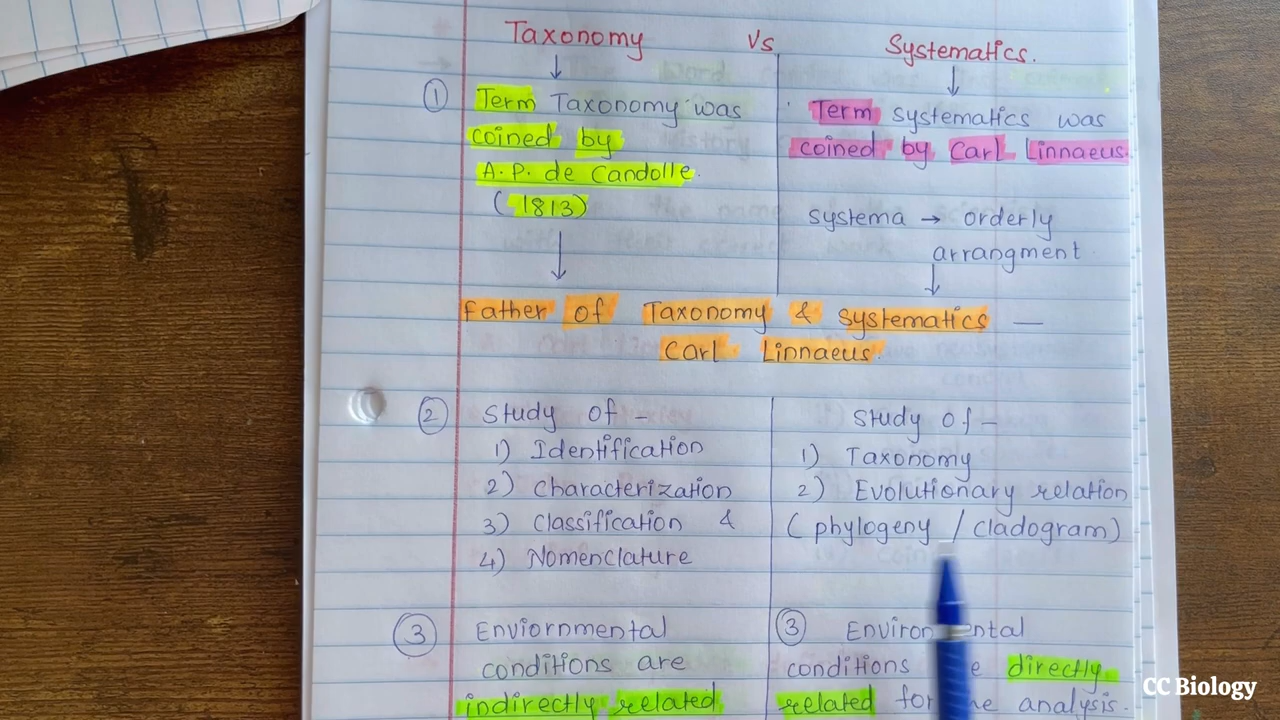 Taxonomy Vs Systematics.
① Term Taxonomy was
coined by
A.P. de Candolle.
(1813)
Term systematics was
coined by Carl Linnaeus.
systema → orderly
arrangment.
Father of Taxonomy & systematics —
Carl Linnaeus.
② Study of -
1) Identification
2) Characterization
3) Classification &
4) Nomenclature
Study of -
1) Taxonomy
2) Evolutionary relation
(phylogeny / cladogram)
③ Enviornmental
conditions are
indirectly related
③
conditions directly
related analysis.
CC Biology